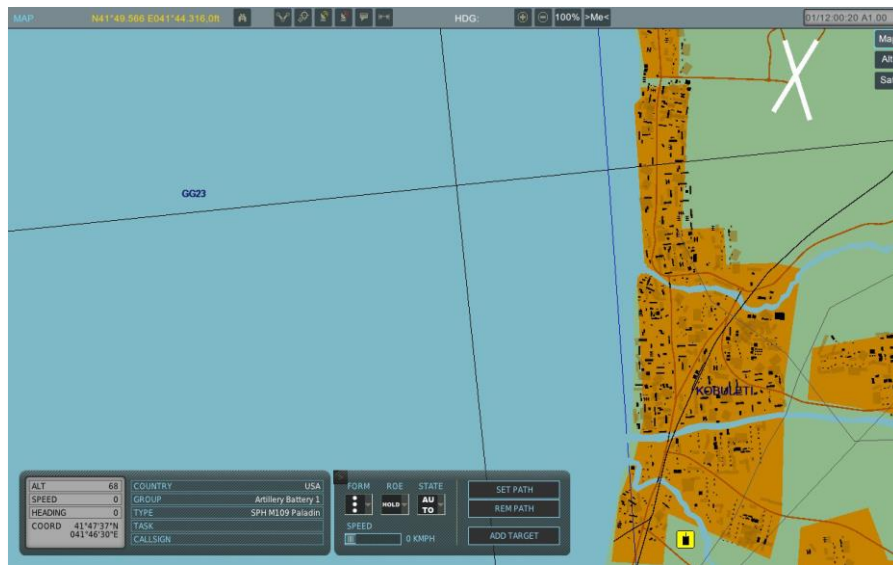 MAP N41°49.506 E041°44.316,0ft HDG: 100% >Me< 01/12:00:20 A1.00
Map
Alt
Sat
GG23
KOBULETI
ALT 68
SPEED 0
HEADING 0
COORD 41°47'37"N
041°46'30"E
COUNTRY USA
GROUP Artillery Battery 1
TYPE SPH M109 Paladin
TASK
CALLSIGN
FORM ROE STATE
HOLD AU TO
SPEED
0 KMPH
SET PATH
REM PATH
ADD TARGET